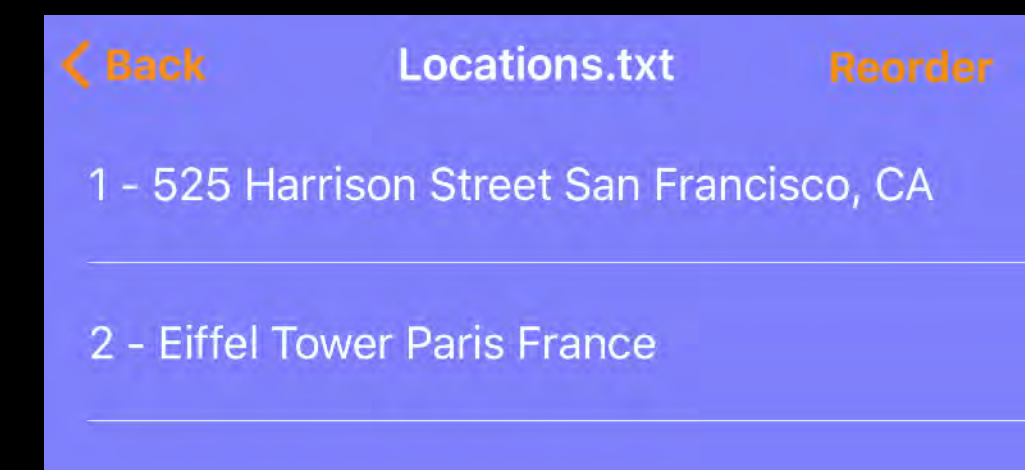 Back Locations.txt Reorder
1 - 525 Harrison Street San Francisco, CA
2 - Eiffel Tower Paris France